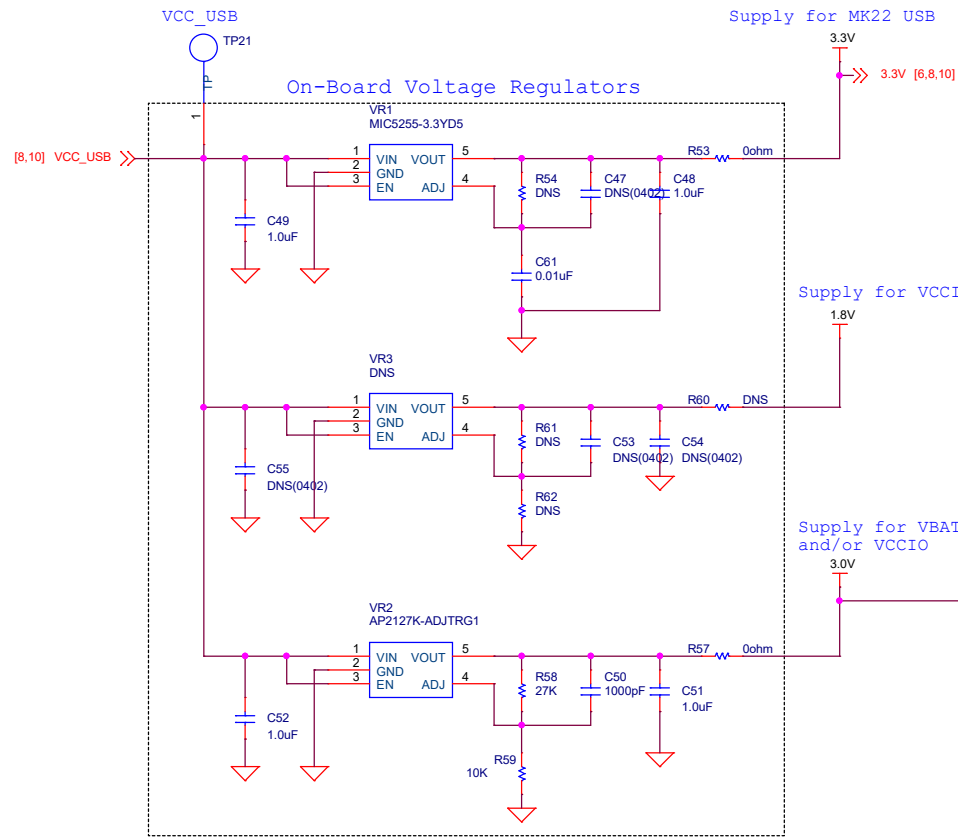 VCC_USB
TP21
TP
1
Supply for MK22 USB
3.3V
3.3V [6,8,10]
On-Board Voltage Regulators
[8,10] VCC_USB
VR1
MIC5255-3.3YD5
1 VIN VOUT 5
2 GND
3 EN ADJ 4
R53 0ohm
R54
DNS
C47
DNS(0402)
C48
1.0uF
C49
1.0uF
C61
0.01uF
Supply for VCCI
1.8V
VR3
DNS
1 VIN VOUT 5
2 GND
3 EN ADJ 4
R60 DNS
R61
DNS
C53
DNS(0402)
C54
DNS(0402)
C55
DNS(0402)
R62
DNS
Supply for VBAT
and/or VCCIO
3.0V
VR2
AP2127K-ADJTRG1
1 VIN VOUT 5
2 GND
3 EN ADJ 4
R57 0ohm
R58
27K
C50
1000pF
C51
1.0uF
C52
1.0uF
R59
10K